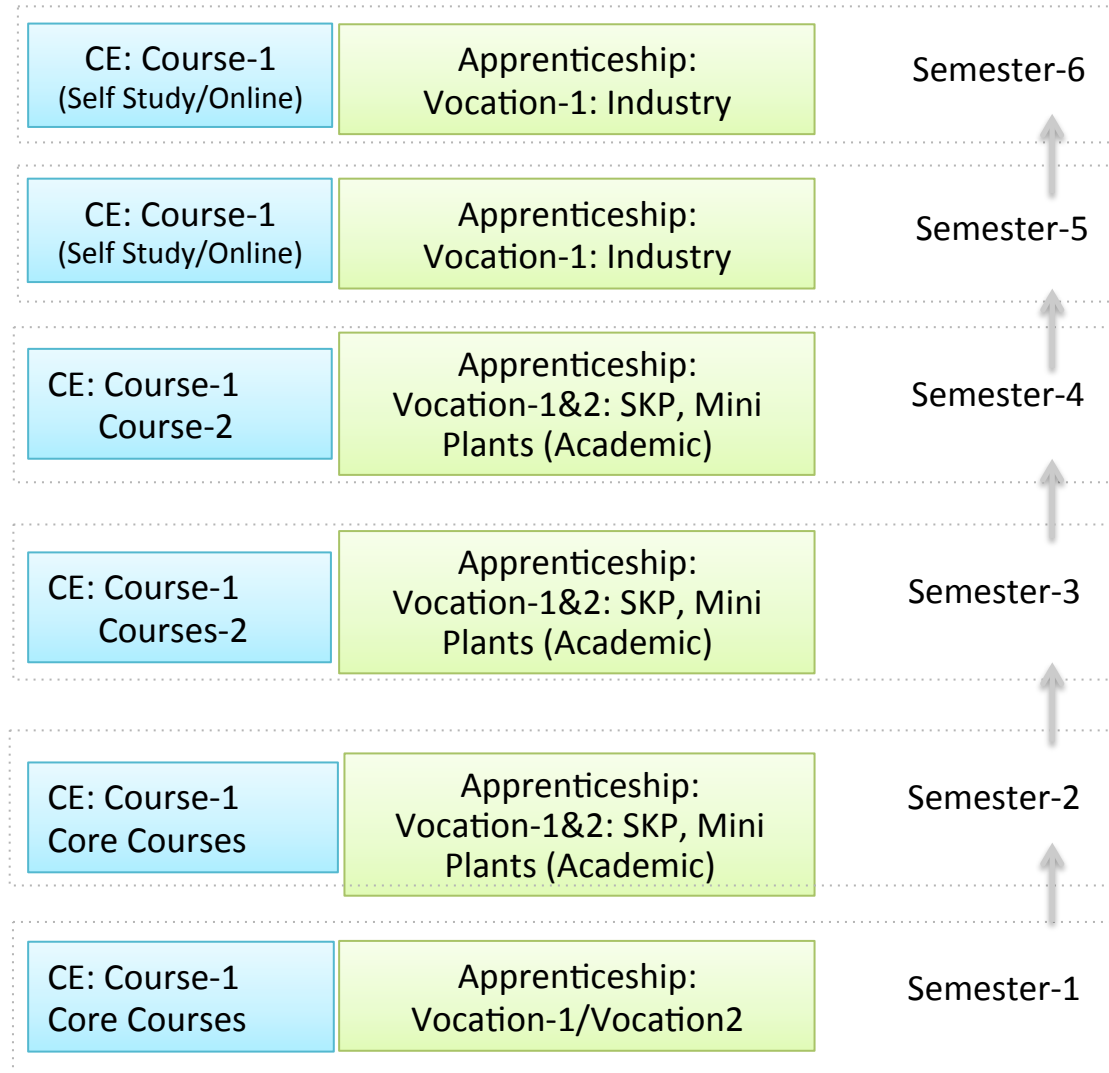 CE: Course-1
(Self Study/Online)
Apprenticeship:
Vocation-1: Industry
Semester-6
CE: Course-1
(Self Study/Online)
Apprenticeship:
Vocation-1: Industry
Semester-5
CE: Course-1
Course-2
Apprenticeship:
Vocation-1&2: SKP, Mini
Plants (Academic)
Semester-4
CE: Course-1
Courses-2
Apprenticeship:
Vocation-1&2: SKP, Mini
Plants (Academic)
Semester-3
CE: Course-1
Core Courses
Apprenticeship:
Vocation-1&2: SKP, Mini
Plants (Academic)
Semester-2
CE: Course-1
Core Courses
Apprenticeship:
Vocation-1/Vocation2
Semester-1